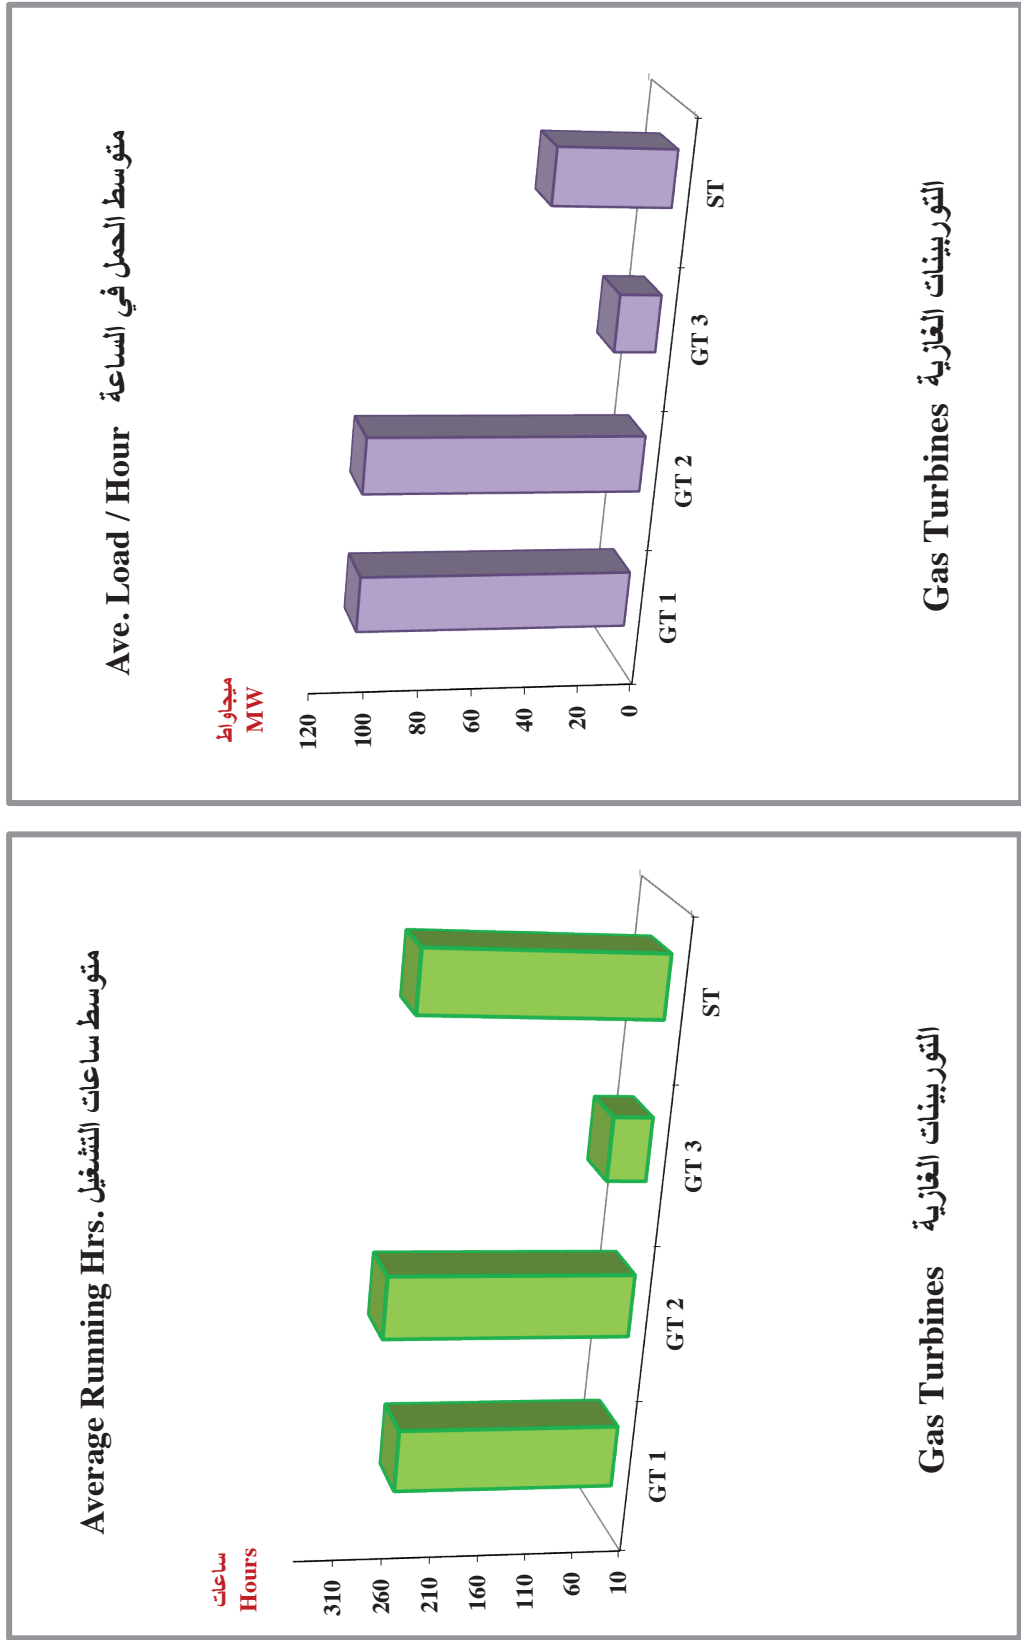 Average Running Hrs. متوسط ساعات التشغيل
ساعات
Hours
310
260
210
160
110
60
10
GT 1
GT 2
GT 3
ST
Gas Turbines التوربينات الغازية
Ave. Load / Hour متوسط الحمل في الساعة
ميجاواط
MW
120
100
80
60
40
20
0
GT 1
GT 2
GT 3
ST
Gas Turbines التوربينات الغازية